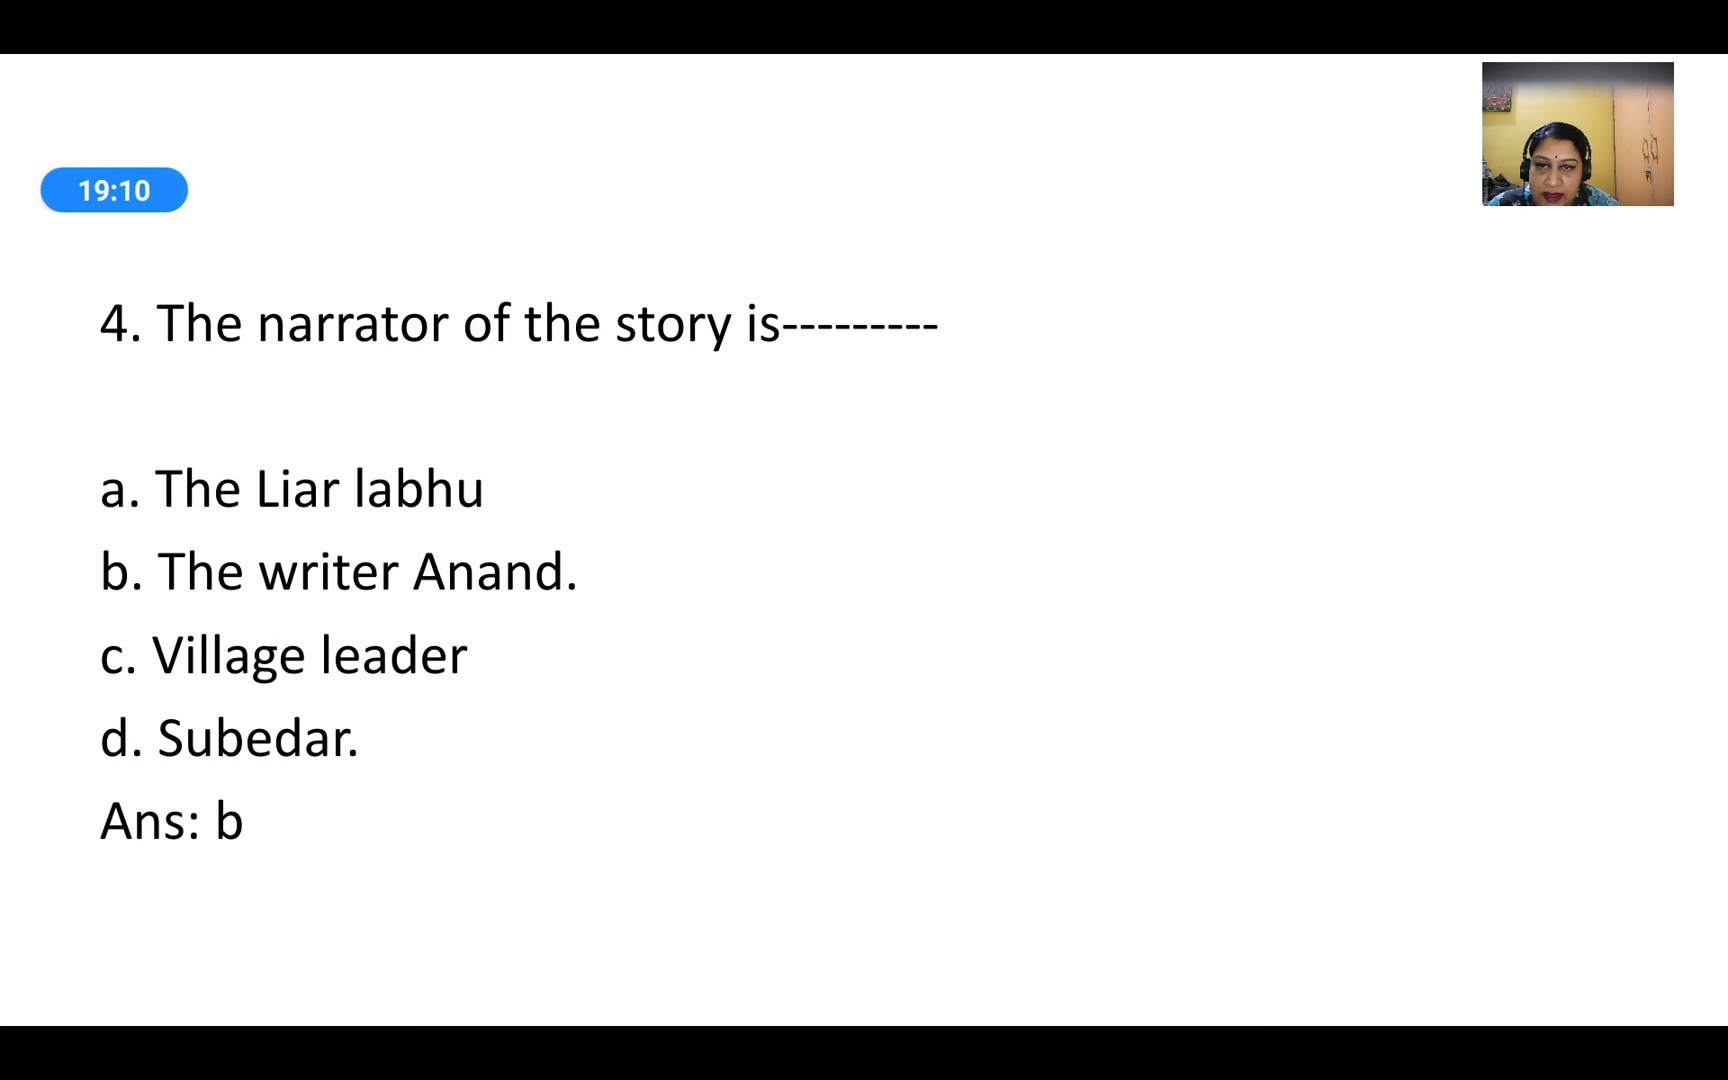 19:10
4. The narrator of the story is---------
a. The Liar labhu
b. The writer Anand.
c. Village leader
d. Subedar.
Ans: b